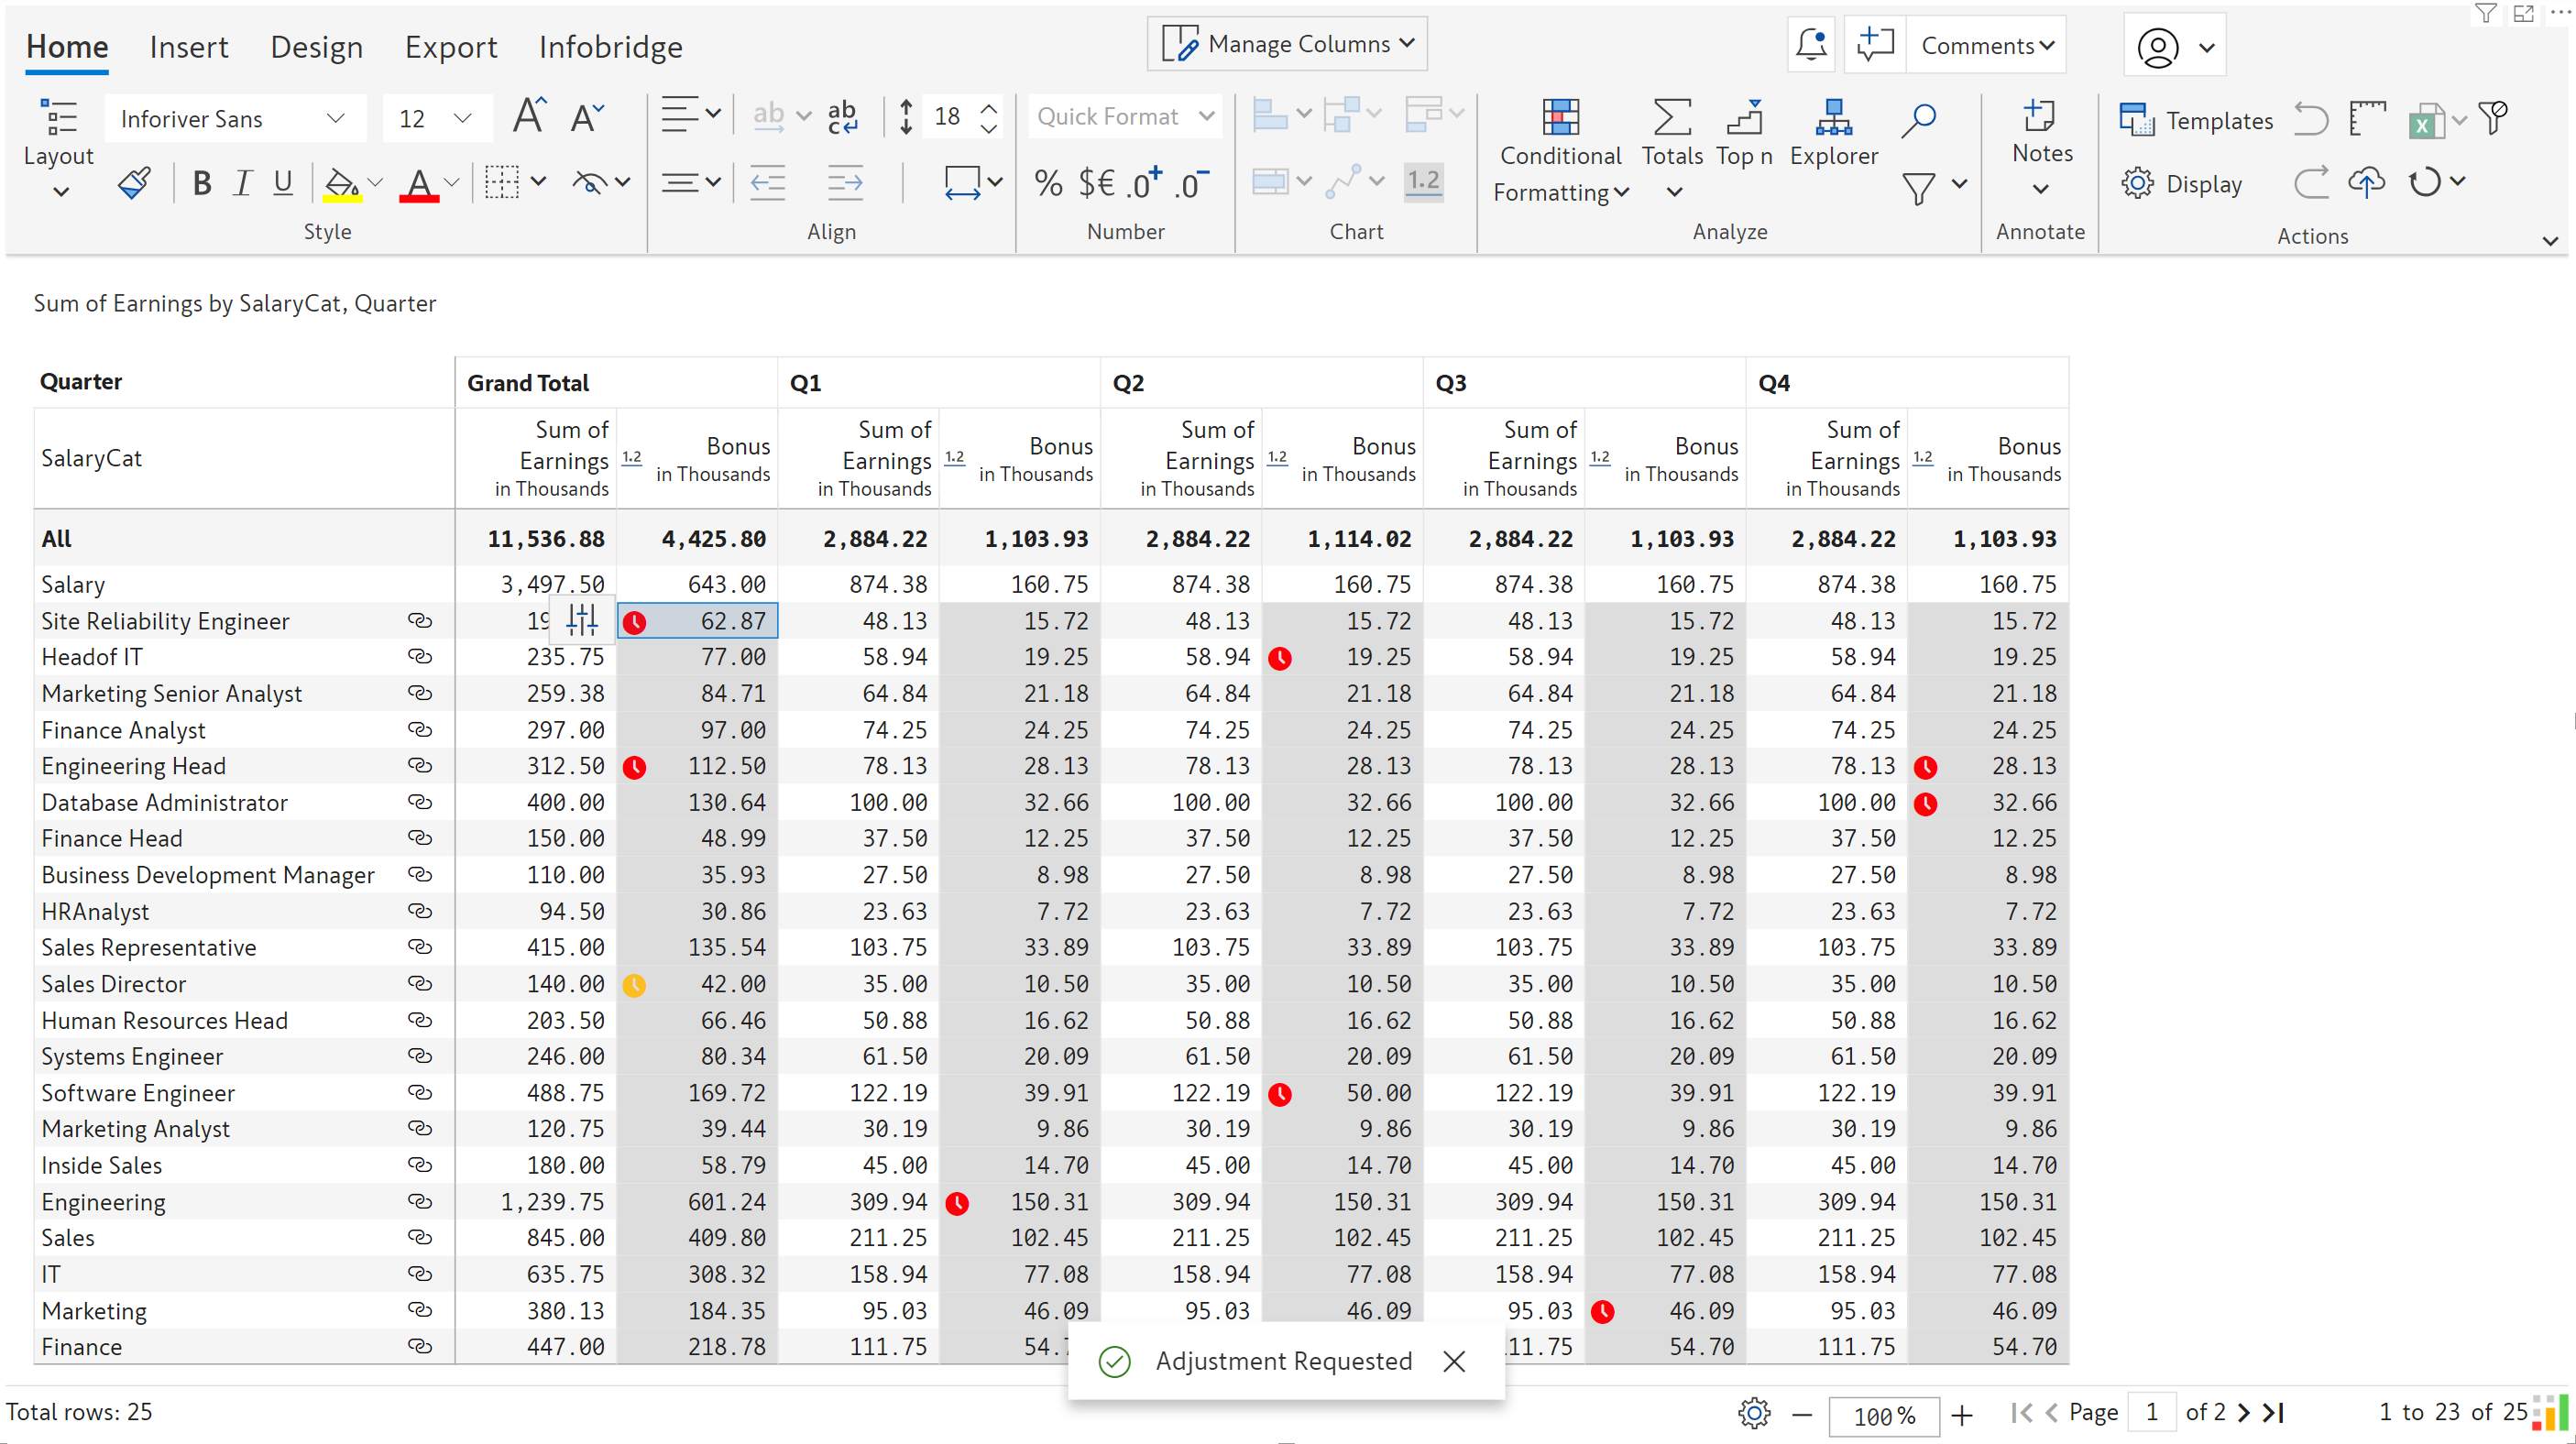 Home Insert Design Export Infobridge Manage Columns Comments
Inforiver Sans 12 ab ab 18 Quick Format Templates
c
Layout Conditional Totals Top n Explorer Notes
Formatting
B I U A % $€ .0+ .0- 1.2 Display
Style Align Number Chart Analyze Annotate Actions
Sum of Earnings by SalaryCat, Quarter
Quarter Grand Total Q1 Q2 Q3 Q4
SalaryCat Sum of Earnings in Thousands 1.2 Bonus in Thousands Sum of Earnings in Thousands 1.2 Bonus in Thousands Sum of Earnings in Thousands 1.2 Bonus in Thousands Sum of Earnings in Thousands 1.2 Bonus in Thousands Sum of Earnings in Thousands 1.2 Bonus in Thousands
All 11,536.88 4,425.80 2,884.22 1,103.93 2,884.22 1,114.02 2,884.22 1,103.93 2,884.22 1,103.93
Salary 3,497.50 643.00 874.38 160.75 874.38 160.75 874.38 160.75 874.38 160.75
Site Reliability Engineer 19 62.87 48.13 15.72 48.13 15.72 48.13 15.72 48.13 15.72
Headof IT 235.75 77.00 58.94 19.25 58.94 19.25 58.94 19.25 58.94 19.25
Marketing Senior Analyst 259.38 84.71 64.84 21.18 64.84 21.18 64.84 21.18 64.84 21.18
Finance Analyst 297.00 97.00 74.25 24.25 74.25 24.25 74.25 24.25 74.25 24.25
Engineering Head 312.50 112.50 78.13 28.13 78.13 28.13 78.13 28.13 78.13 28.13
Database Administrator 400.00 130.64 100.00 32.66 100.00 32.66 100.00 32.66 100.00 32.66
Finance Head 150.00 48.99 37.50 12.25 37.50 12.25 37.50 12.25 37.50 12.25
Business Development Manager 110.00 35.93 27.50 8.98 27.50 8.98 27.50 8.98 27.50 8.98
HRAnalyst 94.50 30.86 23.63 7.72 23.63 7.72 23.63 7.72 23.63 7.72
Sales Representative 415.00 135.54 103.75 33.89 103.75 33.89 103.75 33.89 103.75 33.89
Sales Director 140.00 42.00 35.00 10.50 35.00 10.50 35.00 10.50 35.00 10.50
Human Resources Head 203.50 66.46 50.88 16.62 50.88 16.62 50.88 16.62 50.88 16.62
Systems Engineer 246.00 80.34 61.50 20.09 61.50 20.09 61.50 20.09 61.50 20.09
Software Engineer 488.75 169.72 122.19 39.91 122.19 50.00 122.19 39.91 122.19 39.91
Marketing Analyst 120.75 39.44 30.19 9.86 30.19 9.86 30.19 9.86 30.19 9.86
Inside Sales 180.00 58.79 45.00 14.70 45.00 14.70 45.00 14.70 45.00 14.70
Engineering 1,239.75 601.24 309.94 150.31 309.94 150.31 309.94 150.31 309.94 150.31
Sales 845.00 409.80 211.25 102.45 211.25 102.45 211.25 102.45 211.25 102.45
IT 635.75 308.32 158.94 77.08 158.94 77.08 158.94 77.08 158.94 77.08
Marketing 380.13 184.35 95.03 46.09 95.03 46.09 95.03 46.09 95.03 46.09
Finance 447.00 218.78 111.75 54. 11.75 54.70 111.75 54.70
Adjustment Requested
Total rows: 25 100% Page 1 of 2 1 to 23 of 25